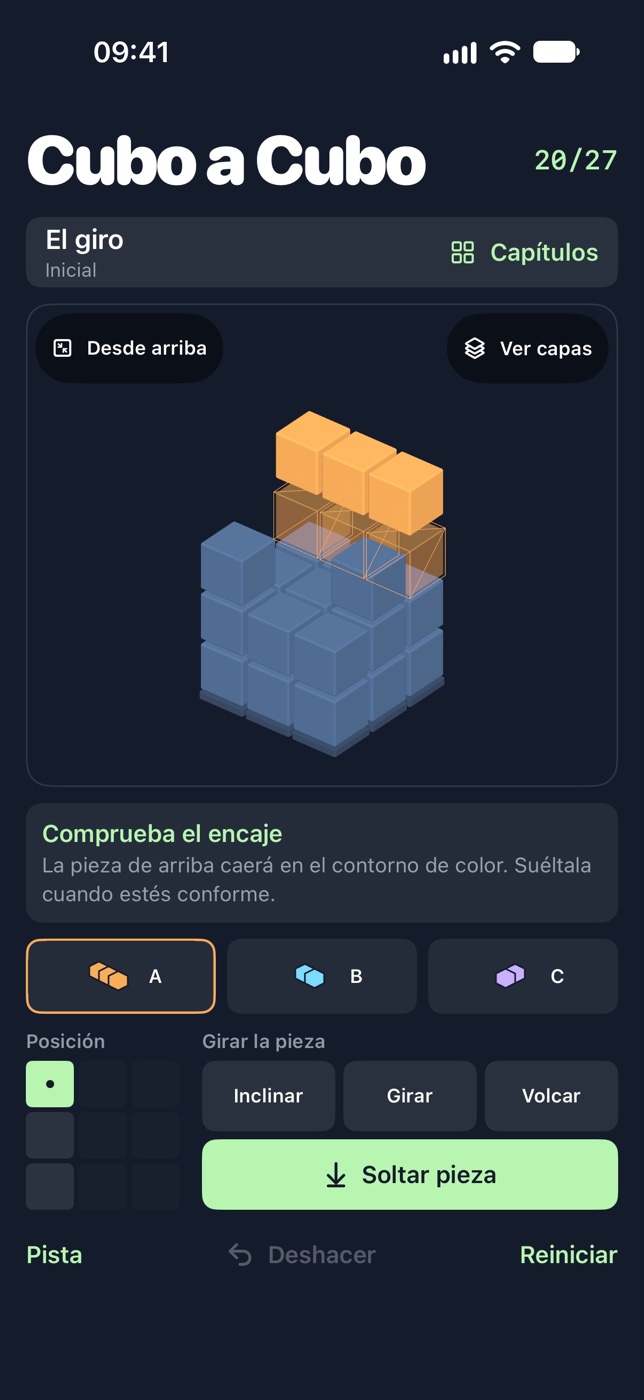 09:41
Cubo a Cubo
20/27
El giro
Inicial
Capítulos
Desde arriba
Ver capas
Comprueba el encaje
La pieza de arriba caerá en el contorno de color. Suéltala
cuando estés conforme.
A
B
C
Posición
Girar la pieza
Inclinar
Girar
Volcar
Soltar pieza
Pista
Deshacer
Reiniciar